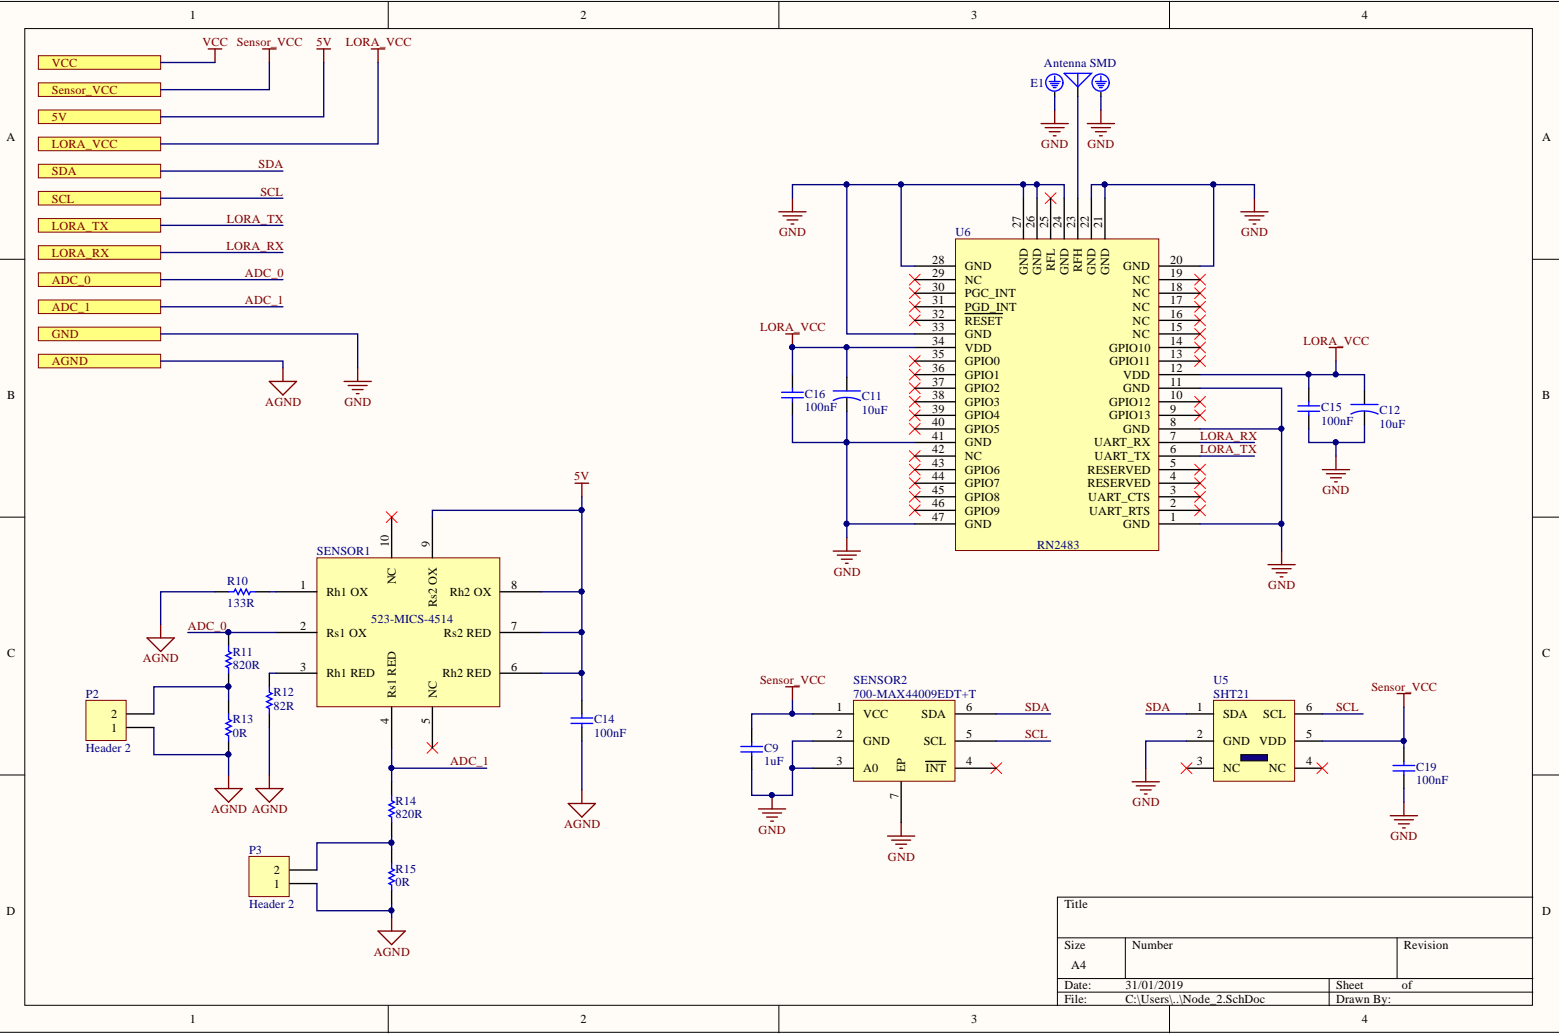 1 2 3 4
A
B
C
D
VCC Sensor_VCC 5V LORA_VCC
VCC
Sensor_VCC
5V
LORA_VCC
SDA SDA
SCL SCL
LORA_TX LORA_TX
LORA_RX LORA_RX
ADC_0 ADC_0
ADC_1 ADC_1
GND
AGND
AGND GND
Antenna SMD
E1
GND GND
GND GND
27 26 25 24 23 22 21
U6
GND GND RFL GND RFH GND GND
28 GND
29 NC
30 PGC_INT
31 PGD_INT
32 RESET
33 GND
34 VDD
35 GPIO0
36 GPIO1
37 GPIO2
38 GPIO3
39 GPIO4
40 GPIO5
41 GND
42 NC
43 GPIO6
44 GPIO7
45 GPIO8
46 GPIO9
47 GND
GND 20
NC 19
NC 18
NC 17
NC 16
NC 15
GPIO10 14
GPIO11 13
VDD 12
GND 11
GPIO12 10
GPIO13 9
GND 8
UART_RX 7 LORA_RX
UART_TX 6 LORA_TX
RESERVED 5
RESERVED 4
UART_CTS 3
UART_RTS 2
GND 1
RN2483
LORA_VCC
C16
100nF
C11
10uF
GND
LORA_VCC
C15
100nF
C12
10uF
GND
GND
5V
SENSOR1
10 9
NC Rs2 OX
1 Rh1 OX Rh2 OX 8
523-MICS-4514
2 Rs1 OX Rs2 RED 7
3 Rh1 RED Rh2 RED 6
Rs1 RED NC
4 5
R10
133R
AGND
ADC_0
R11
820R
R12
82R
R13
0R
P2
2
1
Header 2
AGND AGND
C14
100nF
AGND
ADC_1
R14
820R
P3
2
1
Header 2
R15
0R
AGND
Sensor_VCC
SENSOR2
700-MAX44009EDT+T
1 VCC SDA 6 SDA
2 GND SCL 5 SCL
3 A0 EP INT 4
7
C9
1uF
GND
GND
U5
SHT21
SDA 1 SDA SCL 6 SCL
2 GND VDD 5
3 NC NC 4
Sensor_VCC
C19
100nF
GND
GND
Title
Size Number Revision
A4
Date: 31/01/2019 Sheet of
File: C:\Users\..\Node_2.SchDoc Drawn By:
A
B
C
D
1 2 3 4